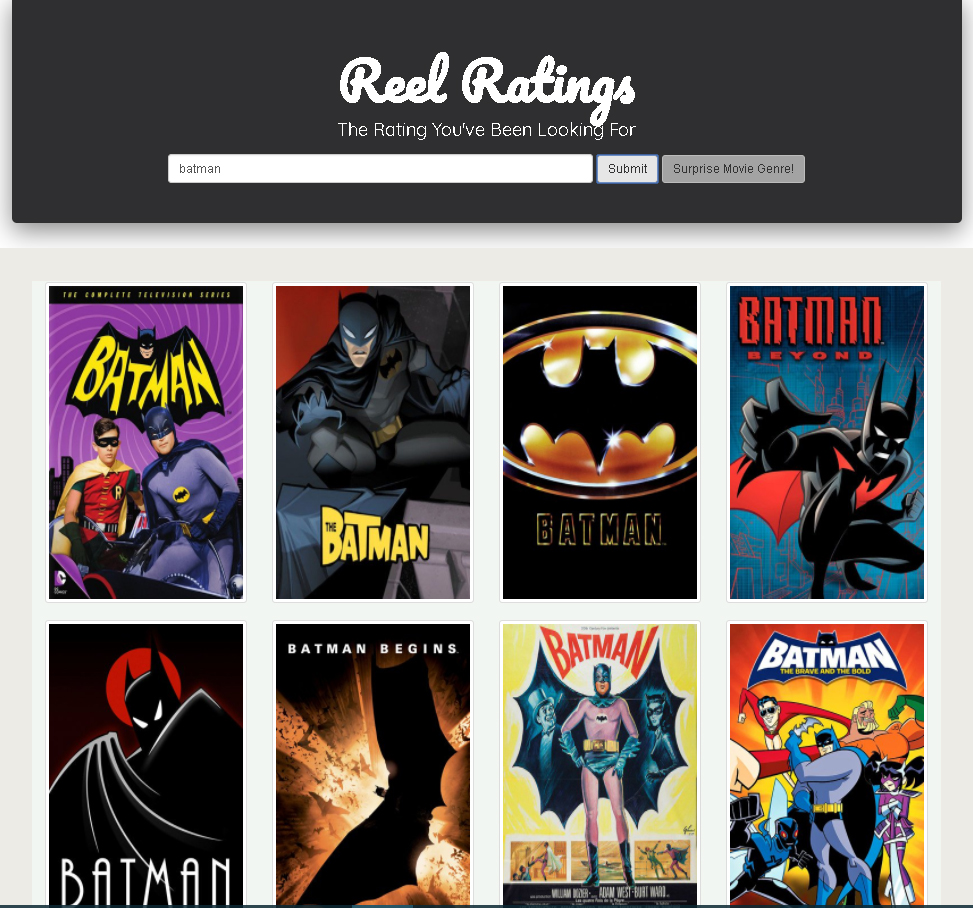 Reel Ratings
The Rating You've Been Looking For
batman
Submit
Surprise Movie Genre!
THE COMPLETE TELEVISION SERIES
BATMAN
R
THE
BATMAN
BATMAN
BATMAN
BEYOND
BATMAN
BATMAN BEGINS
BATMAN
WILLIAM DOZIER
ADAM WEST - BURT WARD
BATMAN
THE BRAVE AND THE BOLD